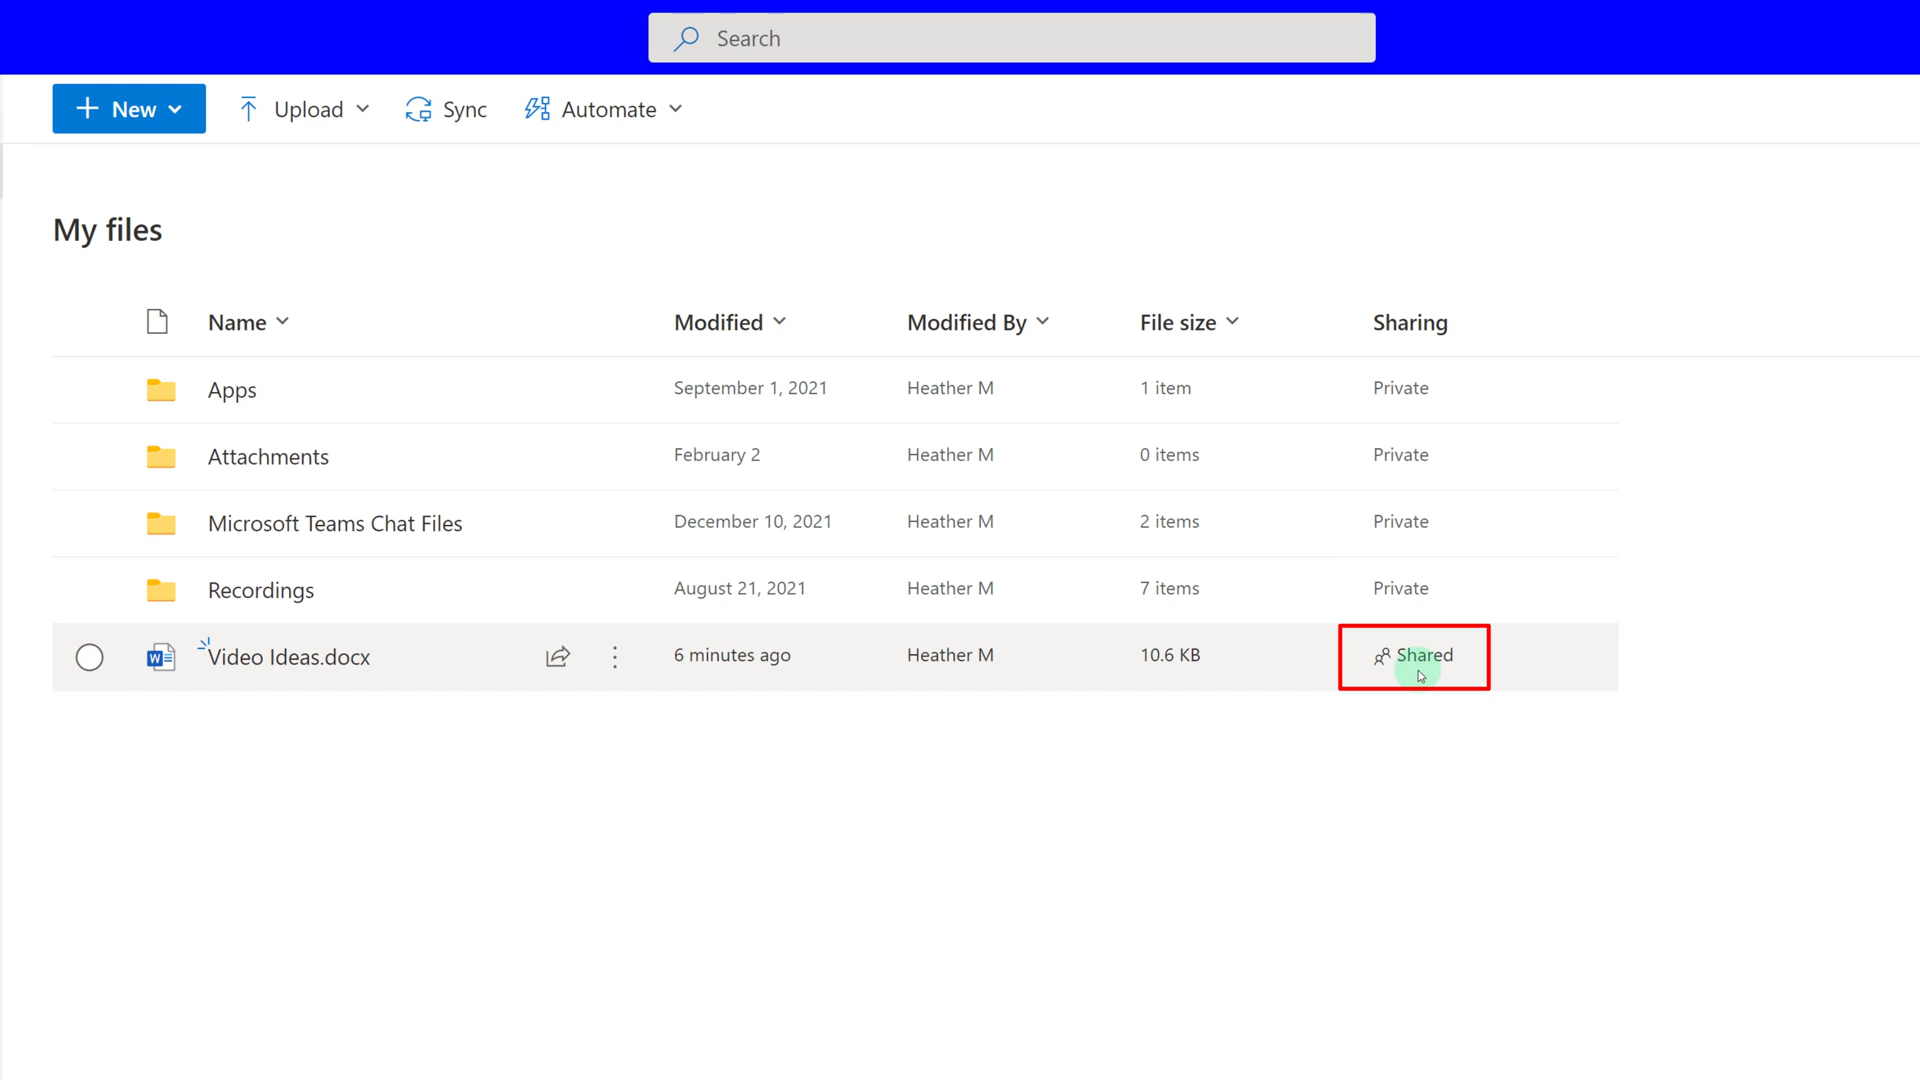 Search
New
Upload
Sync
Automate
My files
Name
Modified
Modified By
File size
Sharing
Apps
September 1, 2021
Heather M
1 item
Private
Attachments
February 2
Heather M
0 items
Private
Microsoft Teams Chat Files
December 10, 2021
Heather M
2 items
Private
Recordings
August 21, 2021
Heather M
7 items
Private
W
Video Ideas.docx
6 minutes ago
Heather M
10.6 KB
Shared